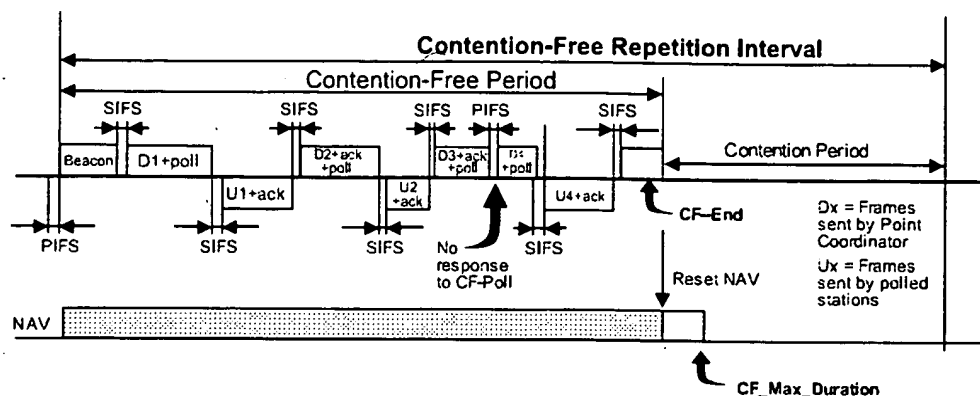 Contention-Free Repetition Interval
Contention-Free Period
SIFS
SIFS
SIFS
PIFS
SIFS
Contention Period
Beacon
D1+poll
D2+ack
+poll
D3+ack
+poll
D4
+poll
U1+ack
U2
+ack
U4+ack
PIFS
SIFS
SIFS
SIFS
No
response
to CF-Poll
CF-End
Reset NAV
Dx = Frames
sent by Point
Coordinator
Ux = Frames
sent by polled
stations
NAV
CF_Max_Duration